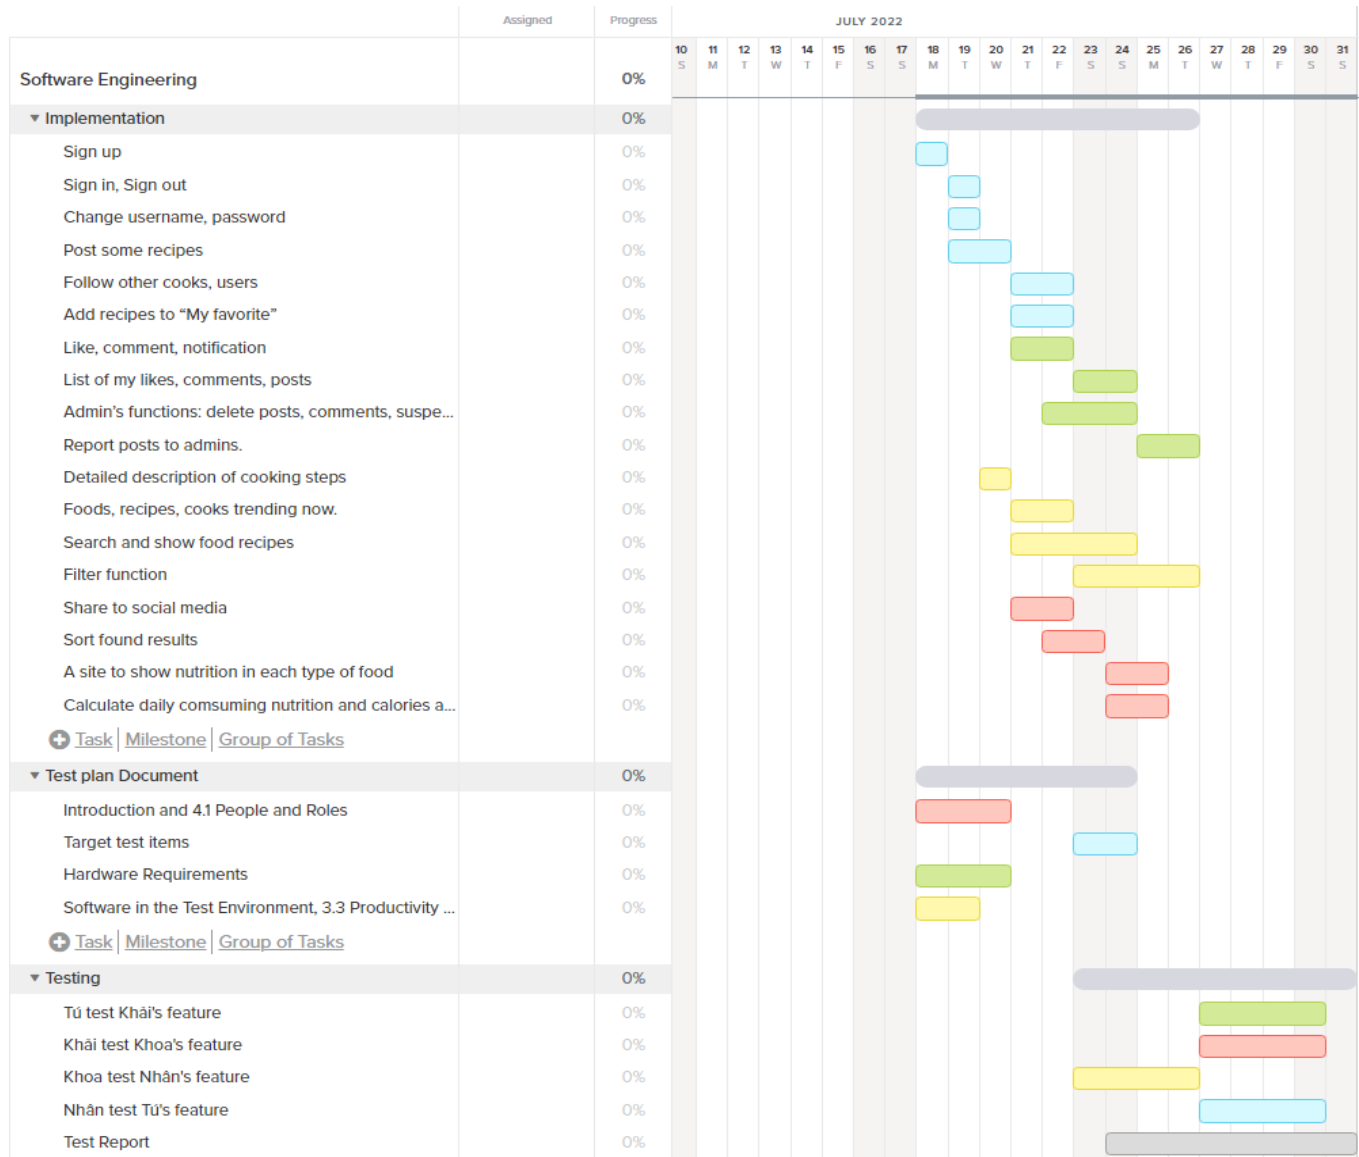 Assigned Progress JULY 2022
10 11 12 13 14 15 16 17 18 19 20 21 22 23 24 25 26 27 28 29 30 31
S M T W T F S S M T W T F S S M T W T F S S
Software Engineering 0%
Implementation 0%
Sign up 0%
Sign in, Sign out 0%
Change username, password 0%
Post some recipes 0%
Follow other cooks, users 0%
Add recipes to “My favorite” 0%
Like, comment, notification 0%
List of my likes, comments, posts 0%
Admin’s functions: delete posts, comments, suspe... 0%
Report posts to admins. 0%
Detailed description of cooking steps 0%
Foods, recipes, cooks trending now. 0%
Search and show food recipes 0%
Filter function 0%
Share to social media 0%
Sort found results 0%
A site to show nutrition in each type of food 0%
Calculate daily comsuming nutrition and calories a... 0%
Task Milestone Group of Tasks
Test plan Document 0%
Introduction and 4.1 People and Roles 0%
Target test items 0%
Hardware Requirements 0%
Software in the Test Environment, 3.3 Productivity ... 0%
Task Milestone Group of Tasks
Testing 0%
Tú test Khải's feature 0%
Khải test Khoa's feature 0%
Khoa test Nhân's feature 0%
Nhân test Tú's feature 0%
Test Report 0%